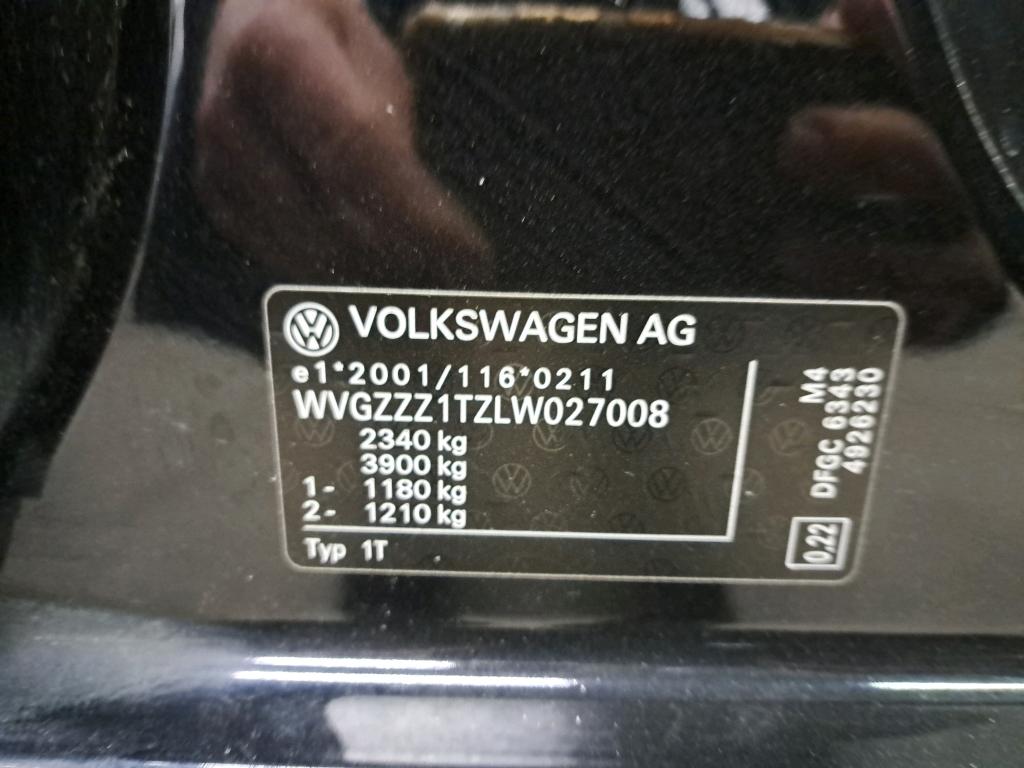 VOLKSWAGEN AG
e1*2001/116*0211
WVGZZZ1TZLW027008
2340 kg
3900 kg
1- 1180 kg
2- 1210 kg
Typ 1T
M4
DFGC 6343
4926230
0.22